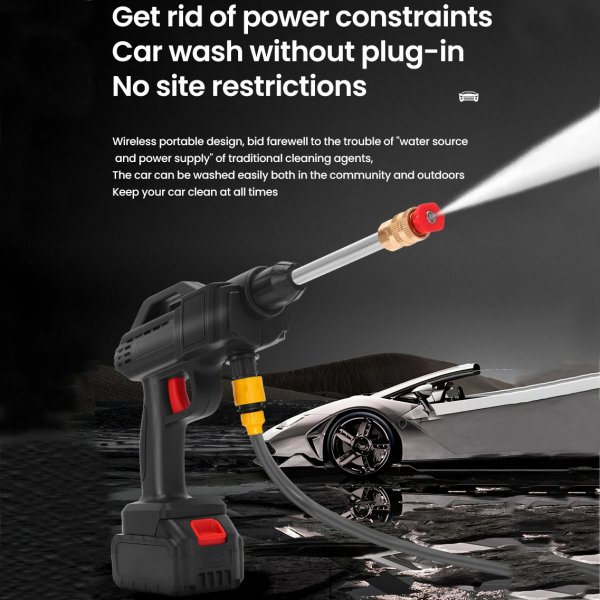 Get rid of power constraints
Car wash without plug-in
No site restrictions
Wireless portable design, bid farewell to the trouble of "water source
and power supply" of traditional cleaning agents,
The car can be washed easily both in the community and outdoors
Keep your car clean at all times